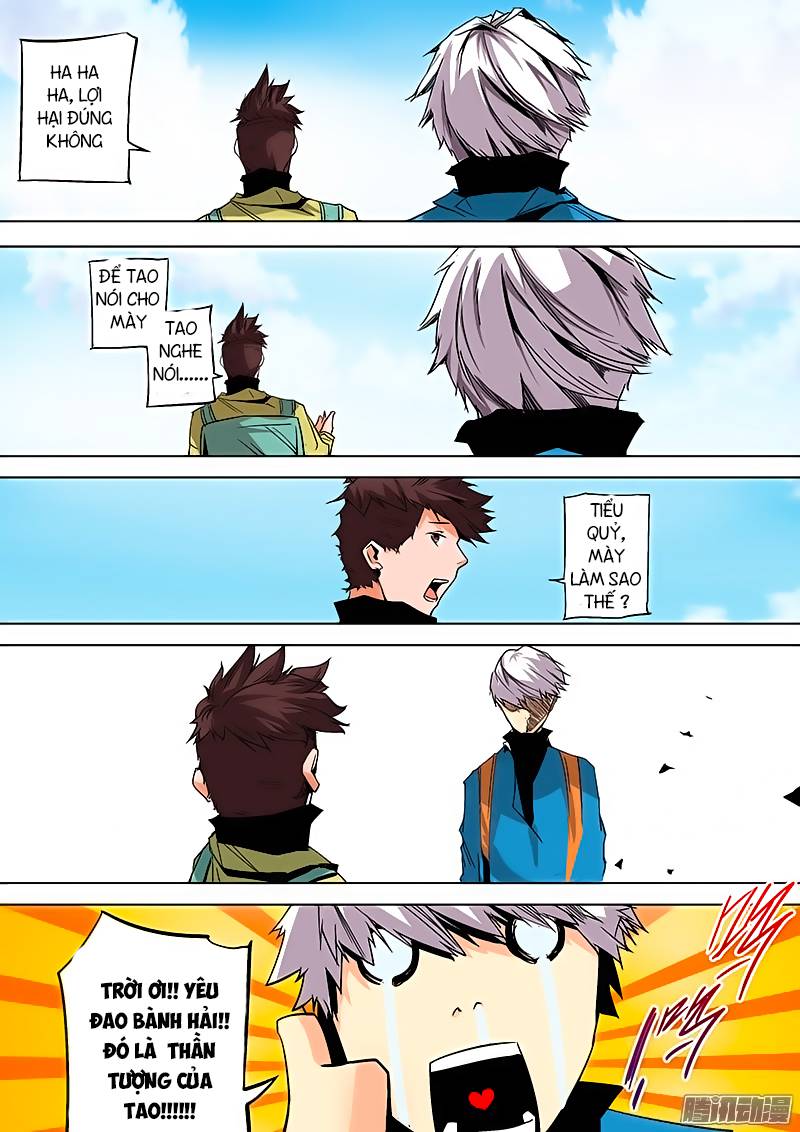 HA HA
HA, LỢI
HẠI ĐÚNG
KHÔNG
ĐỂ TAO
NÓI CHO
MÀY
TAO
NGHE
NÓI......
TIỂU
QUỶ,
MÀY
LÀM SAO
THẾ ?
TRỜI ƠI!! YÊU
ĐAO BÀNH HẢI!!
ĐÓ LÀ THẦN
TƯỢNG CỦA
TAO!!!!!!
腾讯动漫